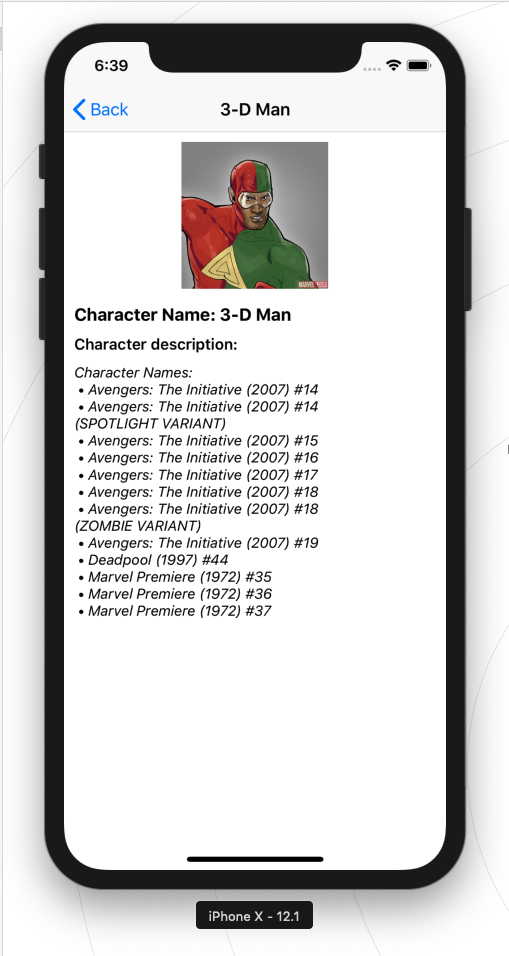 6:39
Back
3-D Man
MARVEL
Character Name: 3-D Man
Character description:
Character Names:
• Avengers: The Initiative (2007) #14
• Avengers: The Initiative (2007) #14
(SPOTLIGHT VARIANT)
• Avengers: The Initiative (2007) #15
• Avengers: The Initiative (2007) #16
• Avengers: The Initiative (2007) #17
• Avengers: The Initiative (2007) #18
• Avengers: The Initiative (2007) #18
(ZOMBIE VARIANT)
• Avengers: The Initiative (2007) #19
• Deadpool (1997) #44
• Marvel Premiere (1972) #35
• Marvel Premiere (1972) #36
• Marvel Premiere (1972) #37
iPhone X - 12.1